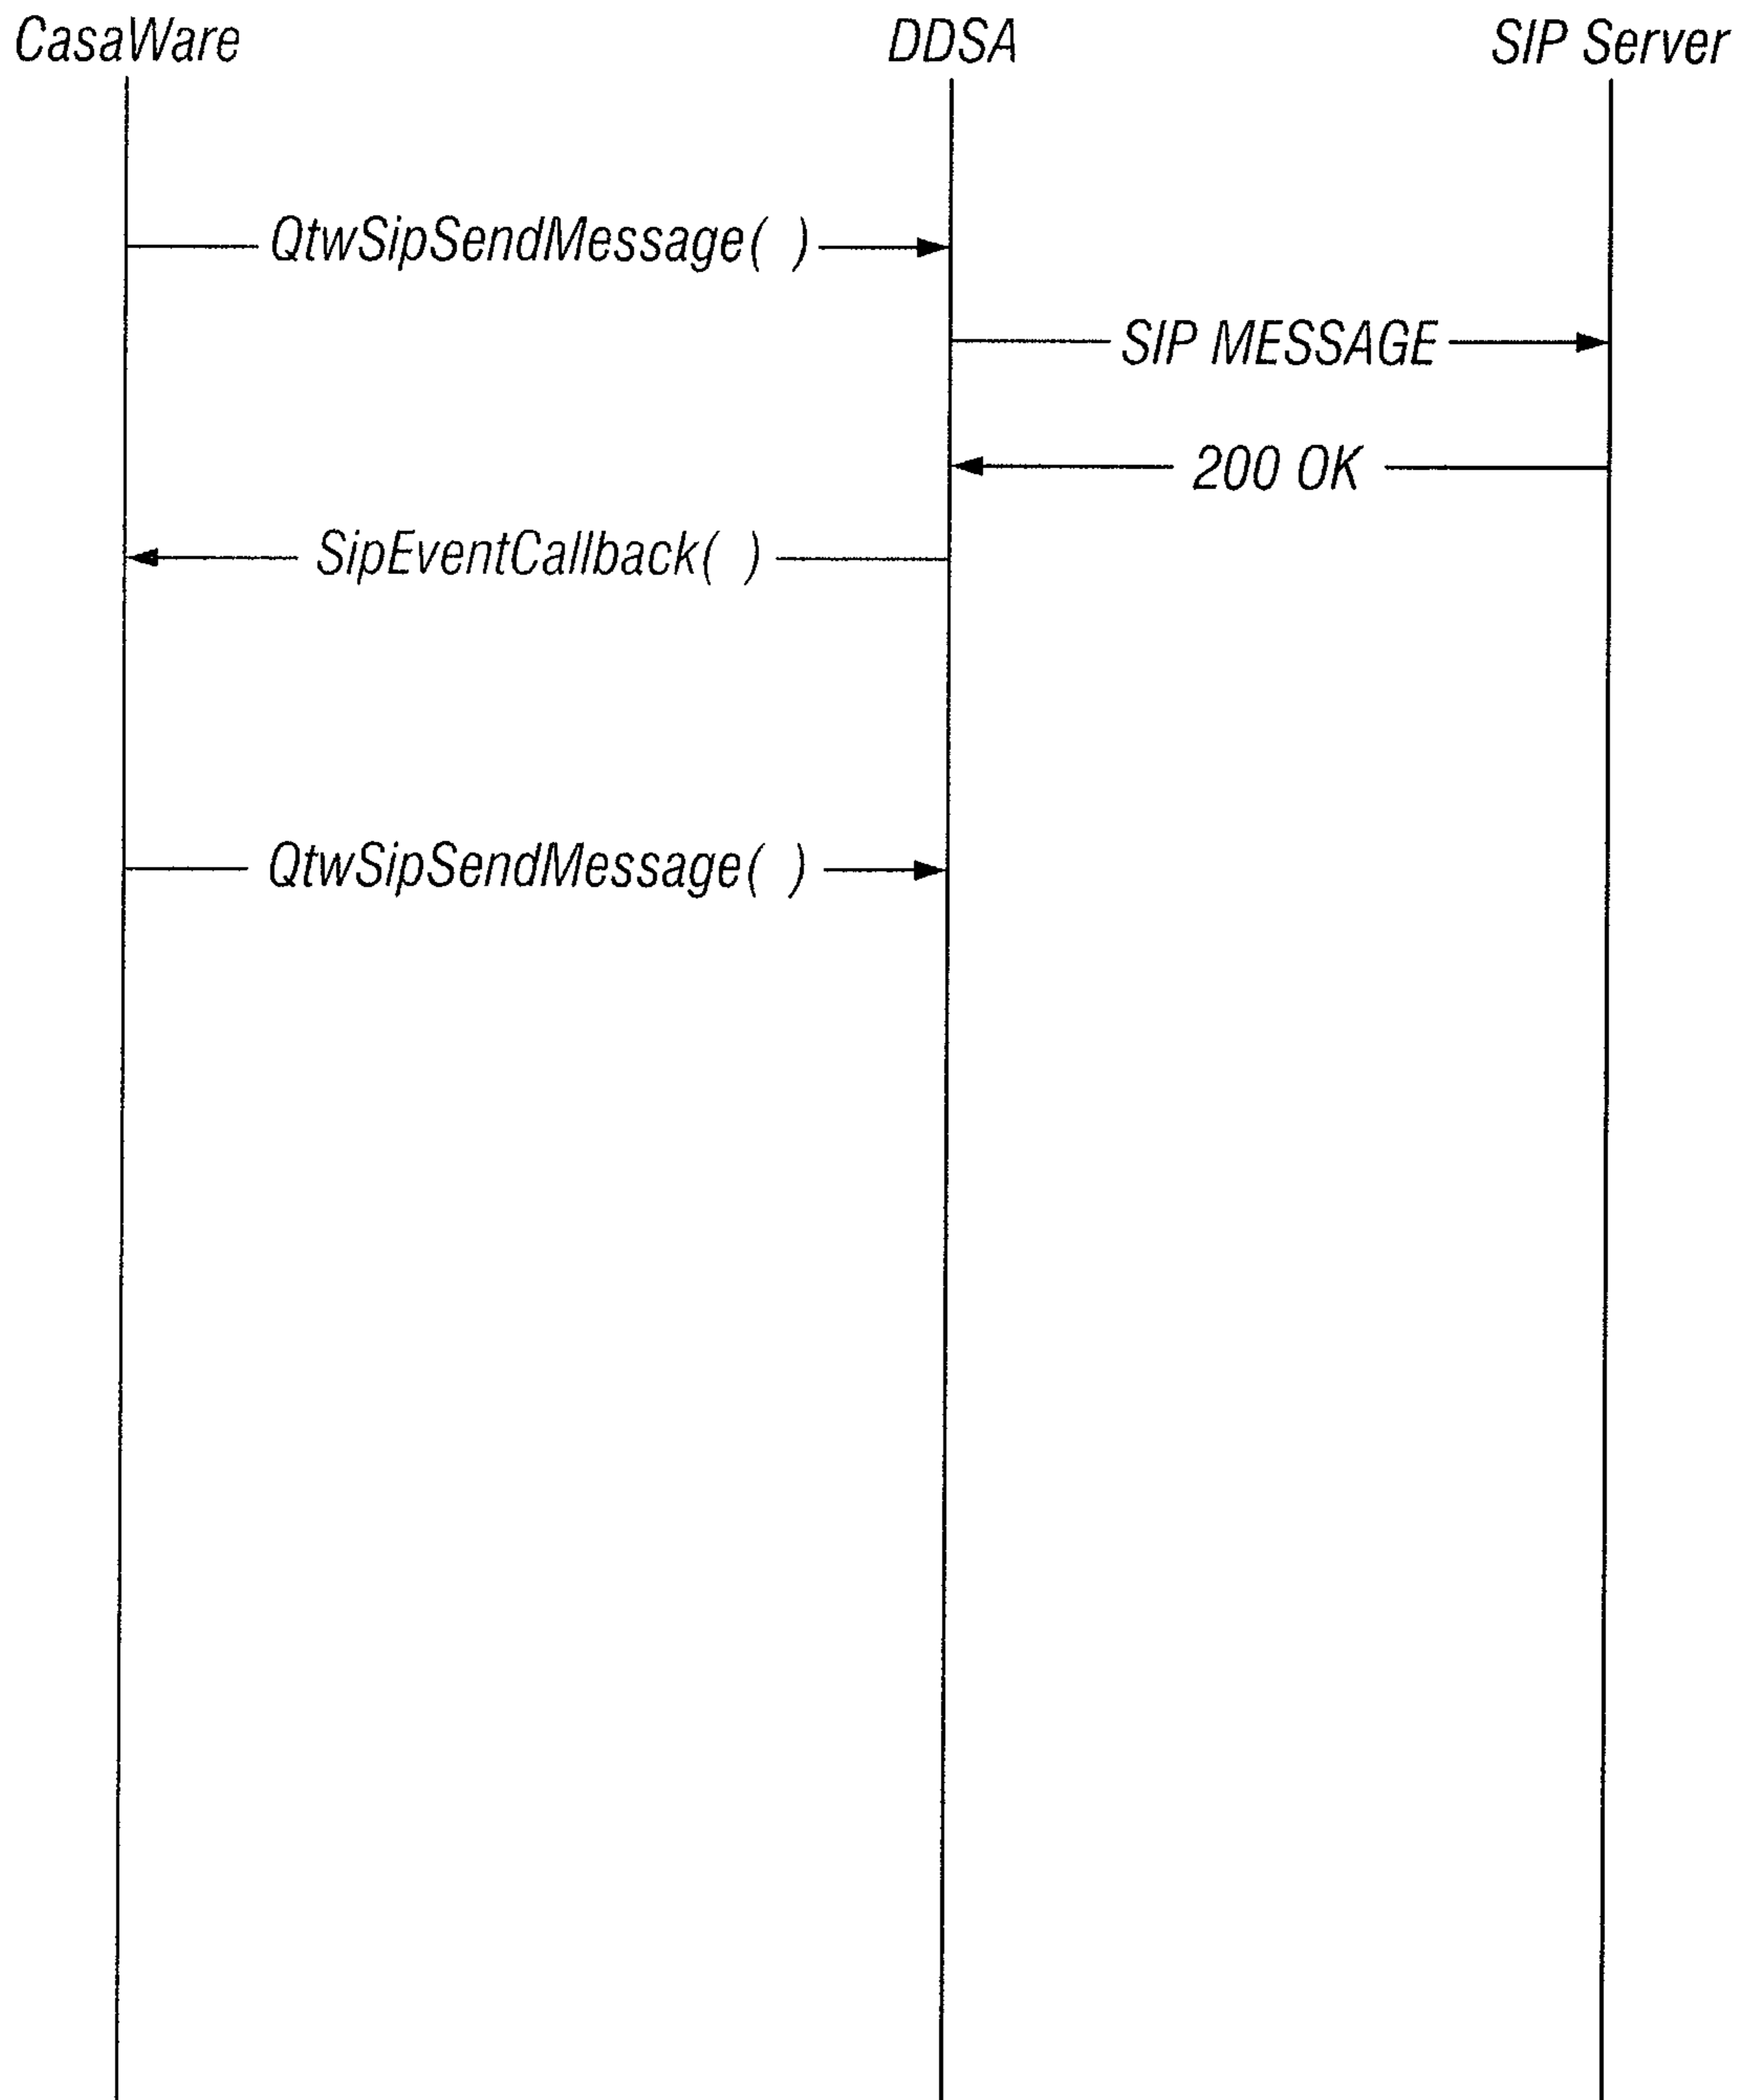 CasaWare DDSA SIP Server
QtwSipSendMessage( )
SIP MESSAGE
200 OK
SipEventCallback( )
QtwSipSendMessage( )